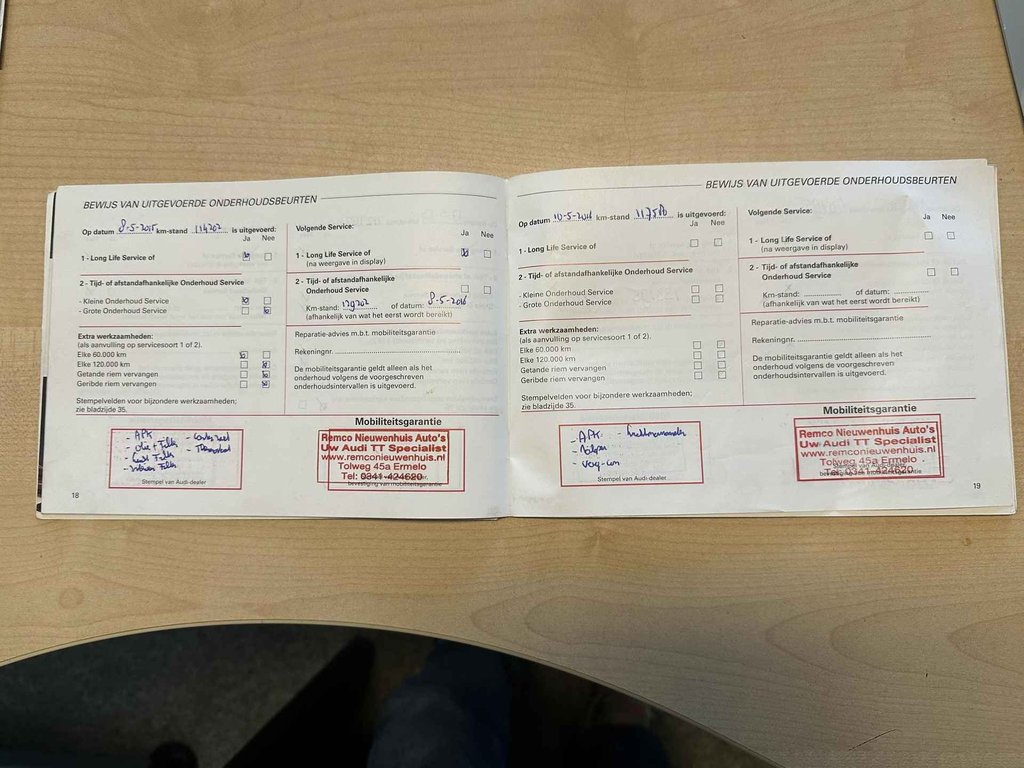 BEWIJS VAN UITGEVOERDE ONDERHOUDSBEURTEN
Op datum 8-5-2015 km-stand 114202 is uitgevoerd:
Ja Nee
1 - Long Life Service of
2 - Tijd- of afstandafhankelijke Onderhoud Service
- Kleine Onderhoud Service
- Grote Onderhoud Service
Extra werkzaamheden:
(als aanvulling op servicesoort 1 of 2).
Elke 60.000 km
Elke 120.000 km
Getande riem vervangen
Geribde riem vervangen
Stempelvelden voor bijzondere werkzaamheden;
zie bladzijde 35.
- APK
- olie + Filter
Stempel van Audi-dealer
18
Volgende Service:
Ja Nee
1 - Long Life Service of
(na weergave in display)
2 - Tijd- of afstandafhankelijke
Onderhoud Service
Km-stand: 129202 of datum: 8-5-2016
(afhankelijk van wat het eerst wordt bereikt)
Reparatie-advies m.b.t. mobiliteitsgarantie
Rekeningnr.
De mobiliteitsgarantie geldt alleen als het
onderhoud volgens de voorgeschreven
onderhoudsintervallen is uitgevoerd.
Mobiliteitsgarantie
Remco Nieuwenhuis Auto's
Uw Audi TT Specialist
www.remconieuwenhuis.nl
Tolweg 45a Ermelo
Tel: 0341-424620
Bevestiging van mobiliteitsgarantie
BEWIJS VAN UITGEVOERDE ONDERHOUDSBEURTEN
Op datum 10-5-2016 km-stand is uitgevoerd:
Ja Nee
1 - Long Life Service of
2 - Tijd- of afstandafhankelijke Onderhoud Service
- Kleine Onderhoud Service
- Grote Onderhoud Service
Extra werkzaamheden:
(als aanvulling op servicesoort 1 of 2).
Elke 60.000 km
Elke 120.000 km
Getande riem vervangen
Geribde riem vervangen
Stempelvelden voor bijzondere werkzaamheden;
zie bladzijde 35.
- APK
Stempel van Audi-dealer
Volgende Service:
Ja Nee
1 - Long Life Service of
(na weergave in display)
2 - Tijd- of afstandafhankelijke
Onderhoud Service
Km-stand: of datum:
(afhankelijk van wat het eerst wordt bereikt)
Reparatie-advies m.b.t. mobiliteitsgarantie
Rekeningnr.
De mobiliteitsgarantie geldt alleen als het
onderhoud volgens de voorgeschreven
onderhoudsintervallen is uitgevoerd.
Mobiliteitsgarantie
Remco Nieuwenhuis Auto's
Uw Audi TT Specialist
www.remconieuwenhuis.nl
Tolweg 45a Ermelo
Tel: 0341-424620
19